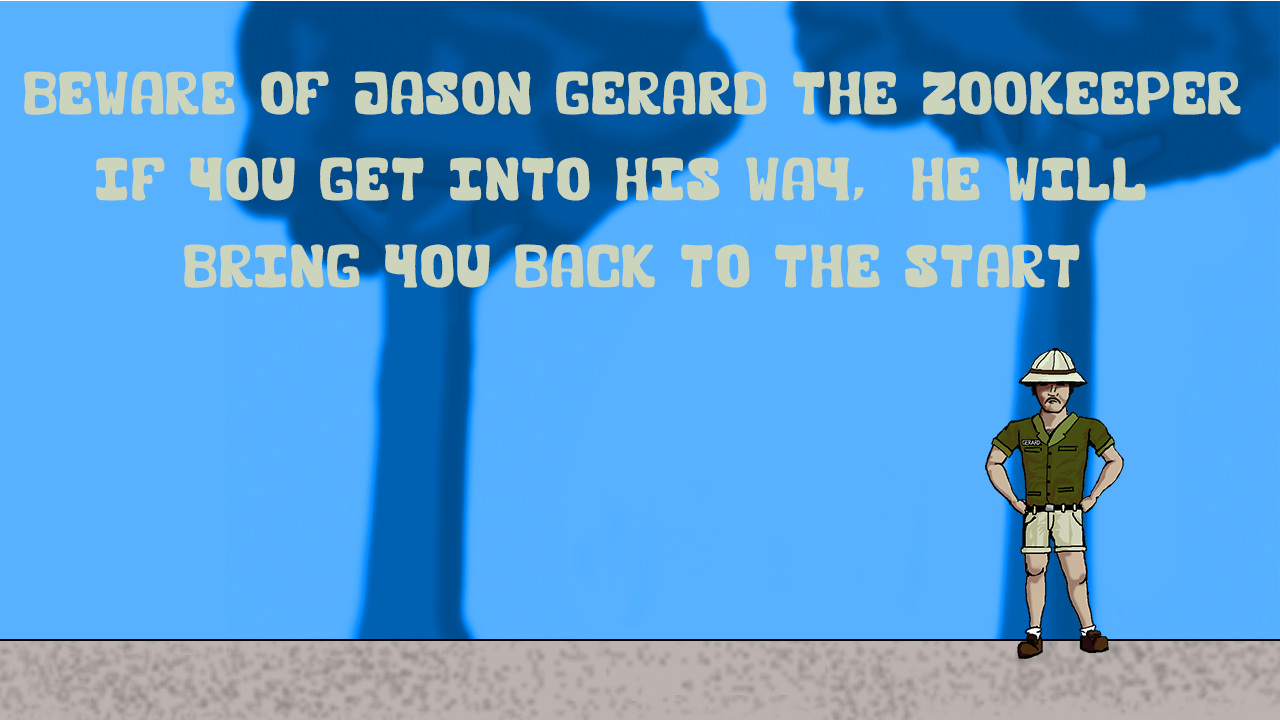 BEWARE OF JASON GERARD THE ZOOKEEPER
IF YOU GET INTO HIS WAY, HE WILL
BRING YOU BACK TO THE START
GERARD